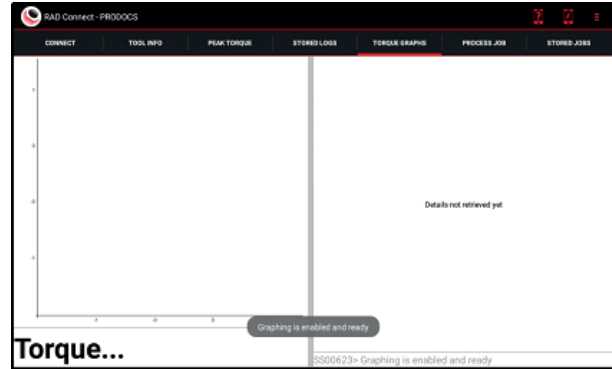 RAD Connect - PRODOCS
CONNECT TOOL INFO PEAK TORQUE STORED LOGS TORQUE GRAPHS PROCESS JOB STORED JOBS
Details not retrieved yet
Graphing is enabled and ready
Torque...
SS00623> Graphing is enabled and ready